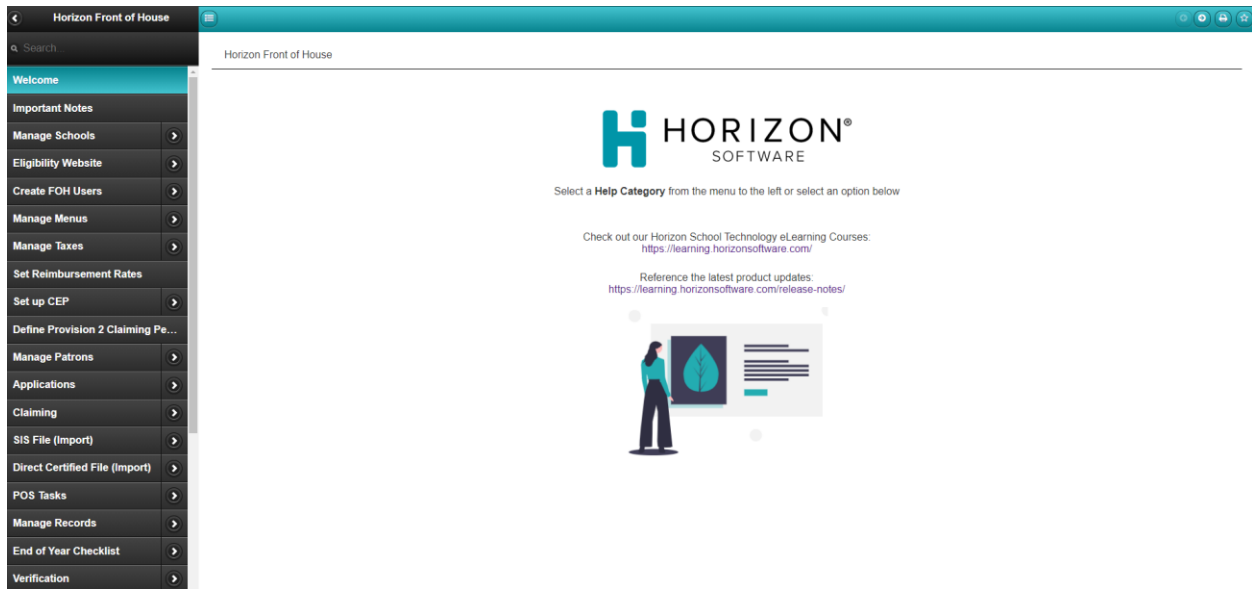 Horizon Front of House
Search...
Welcome
Important Notes
Manage Schools
Eligibility Website
Create FOH Users
Manage Menus
Manage Taxes
Set Reimbursement Rates
Set up CEP
Define Provision 2 Claiming Pe...
Manage Patrons
Applications
Claiming
SIS File (Import)
Direct Certified File (Import)
POS Tasks
Manage Records
End of Year Checklist
Verification
Horizon Front of House
HORIZON®
SOFTWARE
Select a Help Category from the menu to the left or select an option below
Check out our Horizon School Technology eLearning Courses:
https://learning.horizonsoftware.com/
Reference the latest product updates:
https://learning.horizonsoftware.com/release-notes/